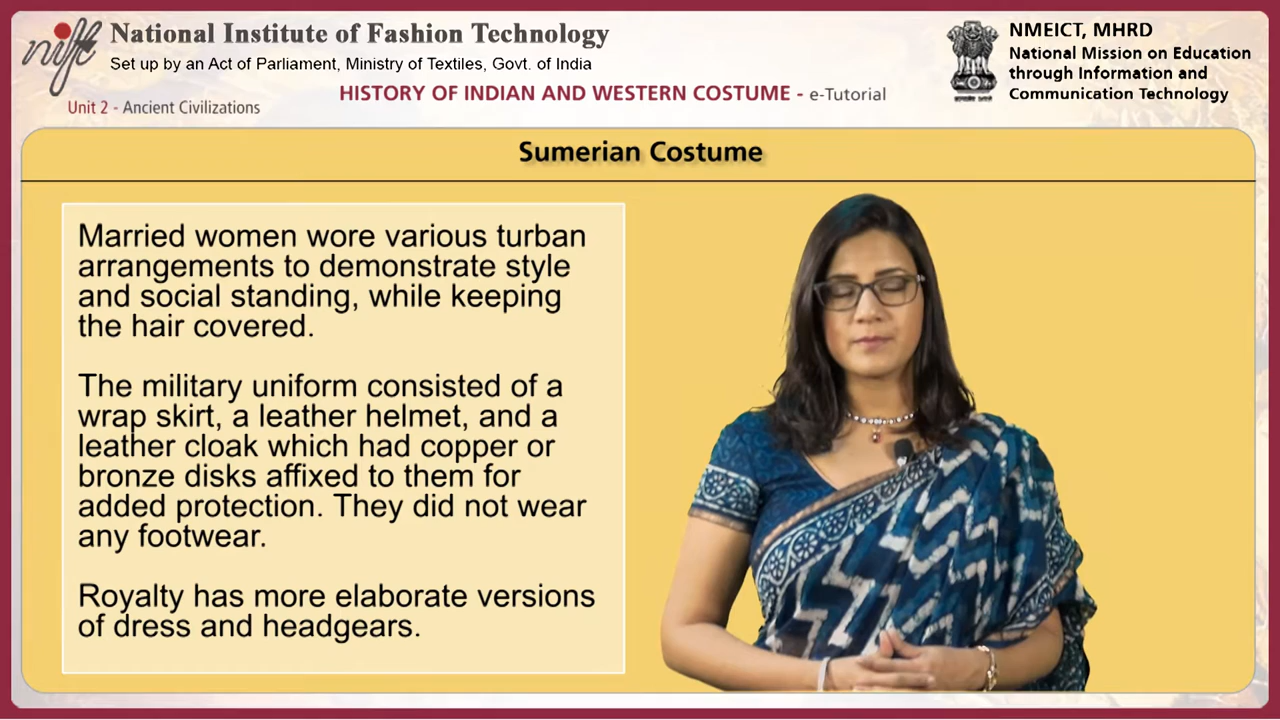 nift
National Institute of Fashion Technology
Set up by an Act of Parliament, Ministry of Textiles, Govt. of India
Unit 2 - Ancient Civilizations
HISTORY OF INDIAN AND WESTERN COSTUME - e-Tutorial
NMEICT, MHRD
National Mission on Education
through Information and
Communication Technology
Sumerian Costume
Married women wore various turban
arrangements to demonstrate style
and social standing, while keeping
the hair covered.
The military uniform consisted of a
wrap skirt, a leather helmet, and a
leather cloak which had copper or
bronze disks affixed to them for
added protection. They did not wear
any footwear.
Royalty has more elaborate versions
of dress and headgears.